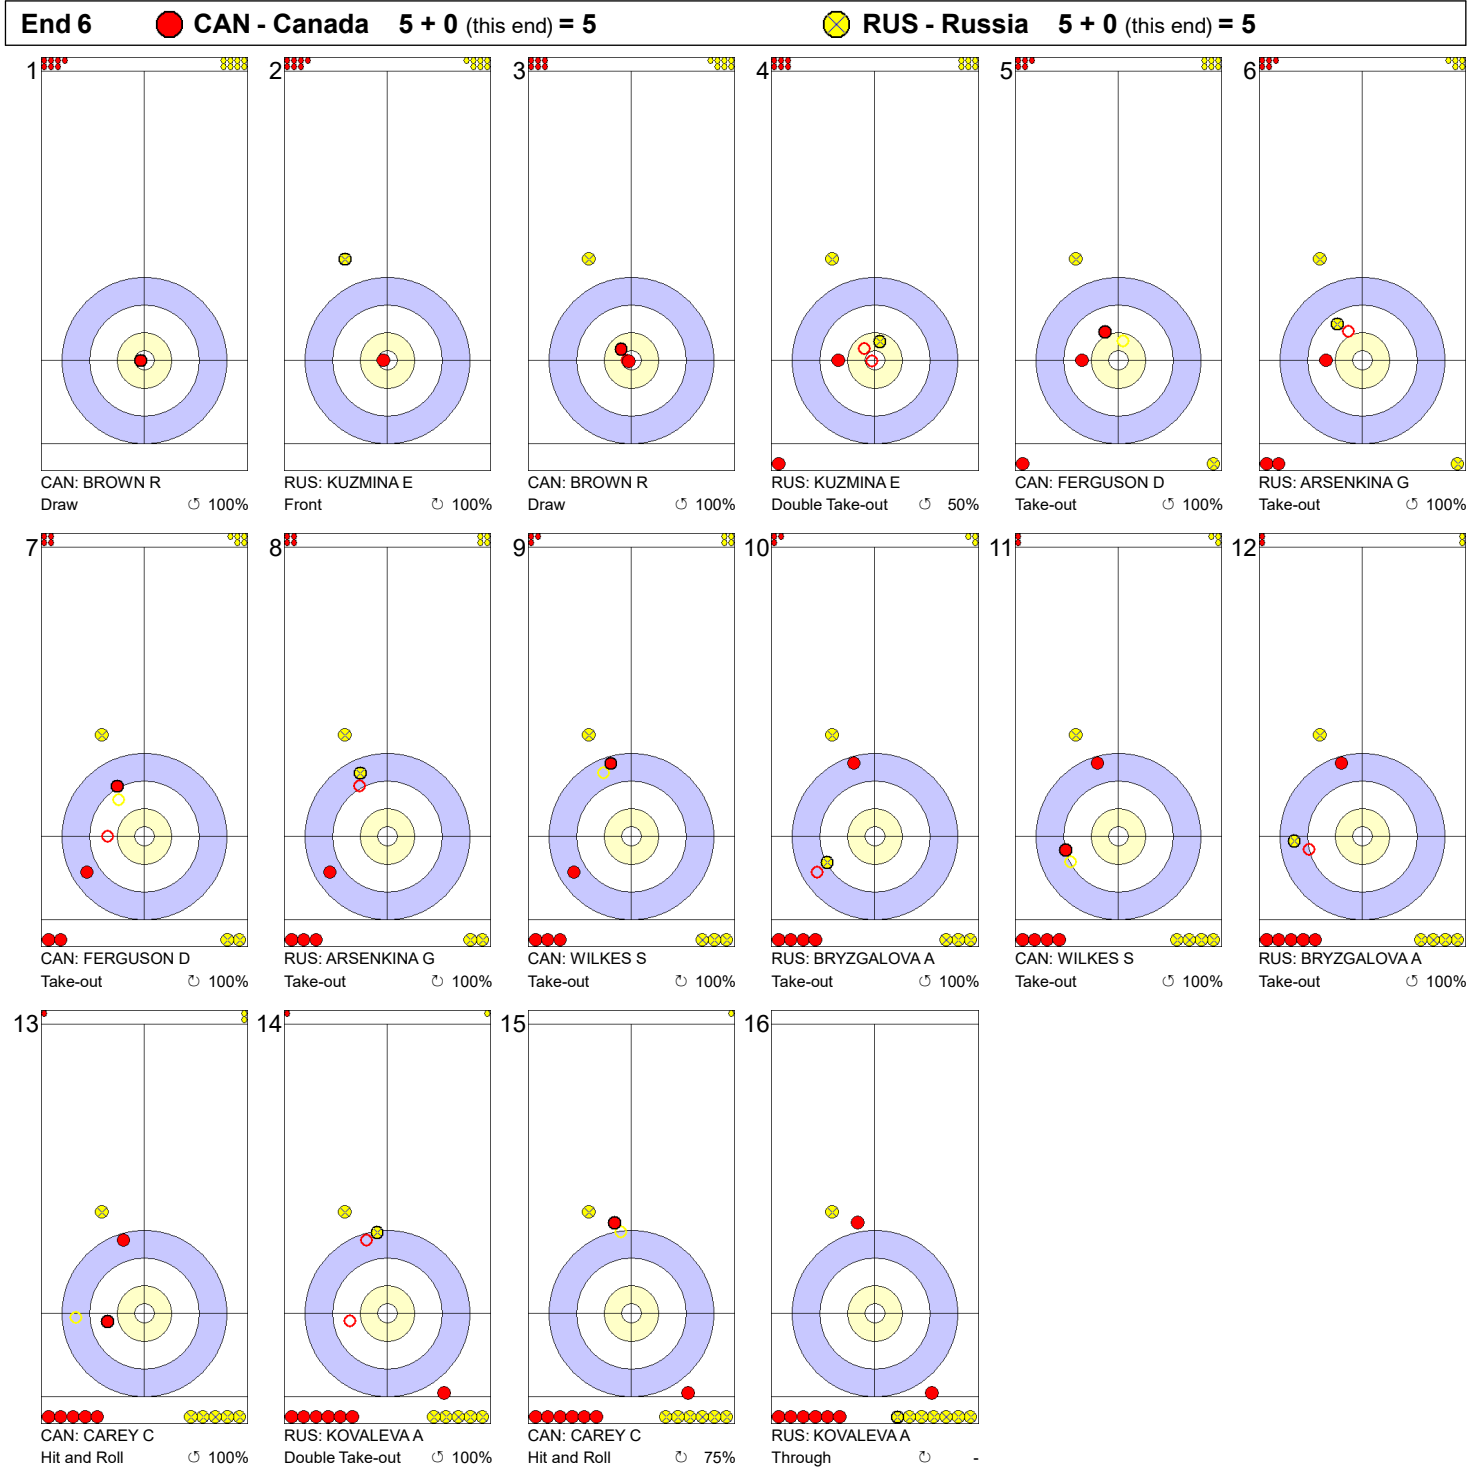 End 6 CAN - Canada 5 + 0 (this end) = 5 RUS - Russia 5 + 0 (this end) = 5
1 2 3 4 5 6
CAN: BROWN R RUS: KUZMINA E CAN: BROWN R RUS: KUZMINA E CAN: FERGUSON D RUS: ARSENKINA G
Draw ↺ 100% Front ↻ 100% Draw ↻ 100% Double Take-out ↺ 50% Take-out ↺ 100% Take-out ↺ 100%
7 8 9 10 11 12
CAN: FERGUSON D RUS: ARSENKINA G CAN: WILKES S RUS: BRYZGALOVA A CAN: WILKES S RUS: BRYZGALOVA A
Take-out ↻ 100% Take-out ↻ 100% Take-out ↻ 100% Take-out ↺ 100% Take-out ↺ 100% Take-out ↺ 100%
13 14 15 16
CAN: CAREY C RUS: KOVALEVA A CAN: CAREY C RUS: KOVALEVA A
Hit and Roll ↺ 100% Double Take-out ↺ 100% Hit and Roll ↻ 75% Through ↻ -